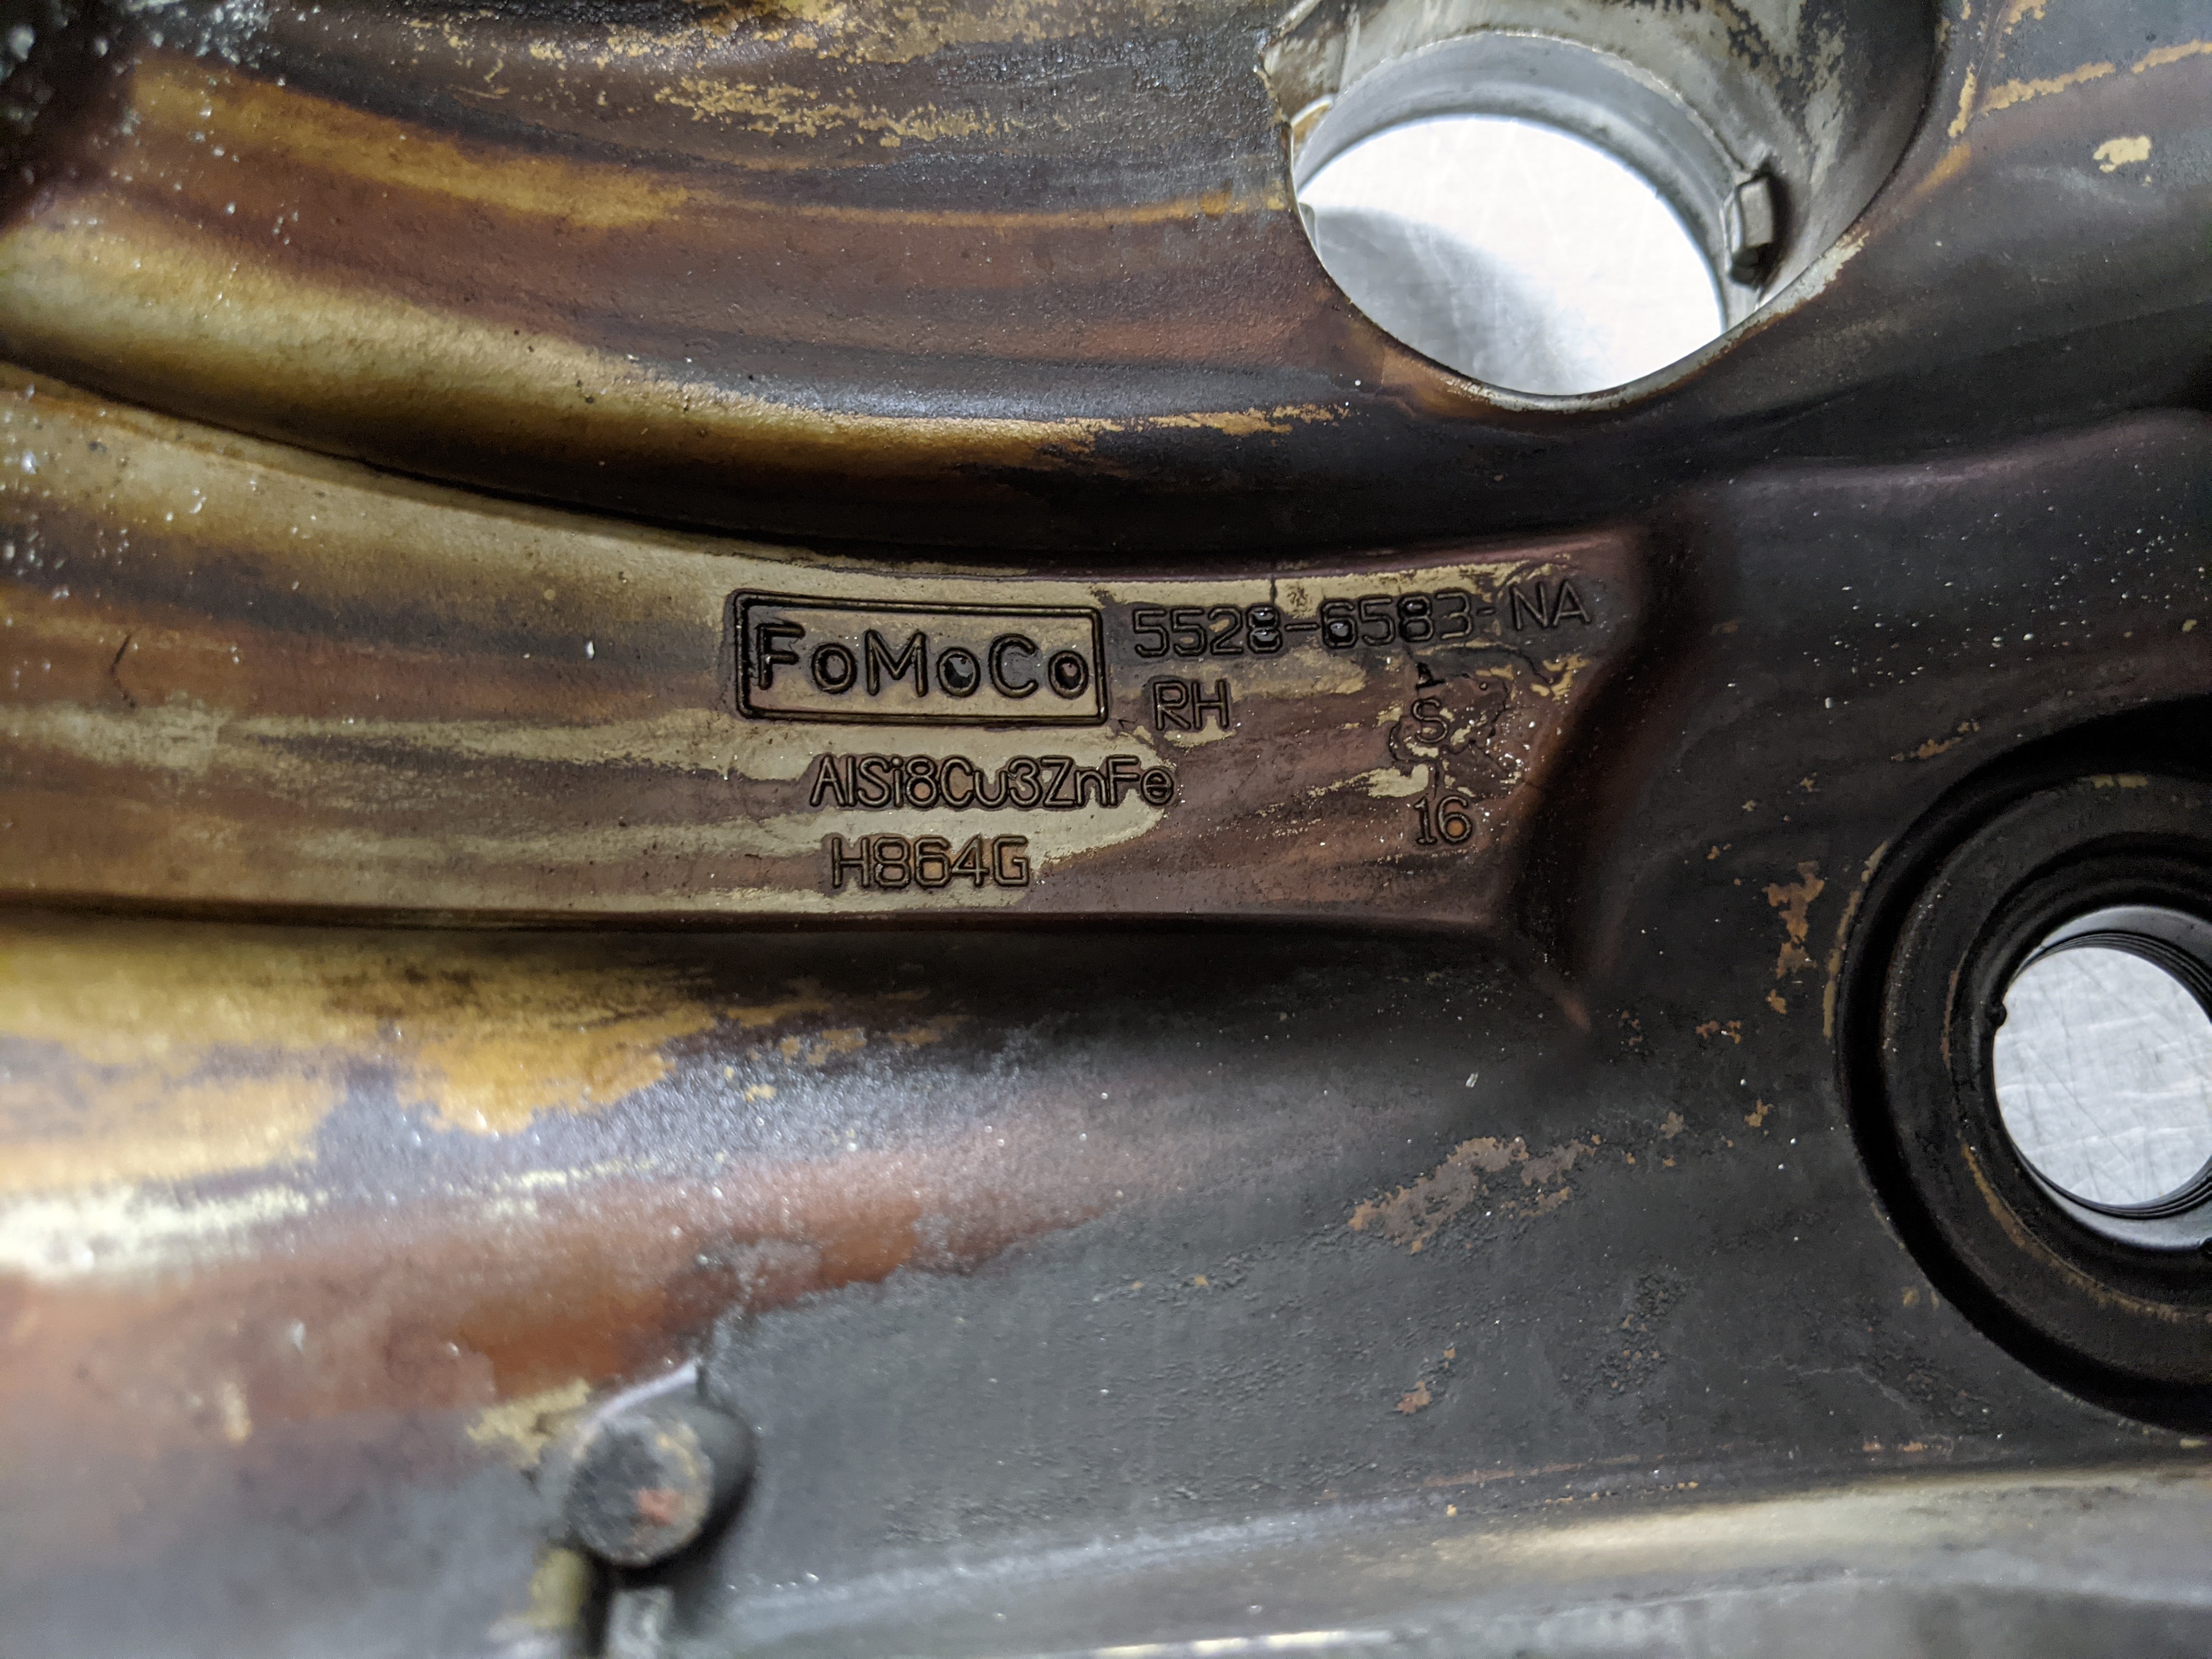 FoMoCo 5528-6583-NA
RH
S
AlSi8Cu3ZnFe
16
H864G